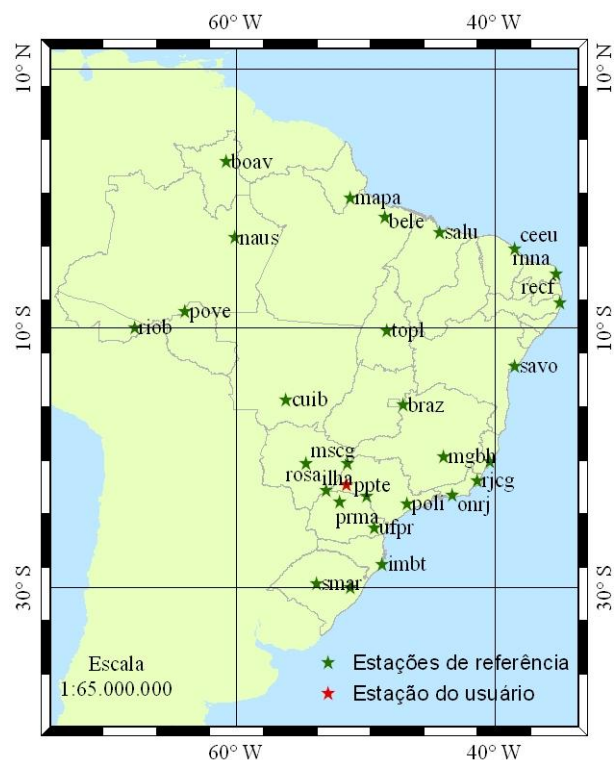 60° W 40° W
10° N 10° N
boav
mapa
bele
naus
salu
ceeu
rnna
recf
pove
10° S riob topl 10° S
savo
cuib
braz
mscg
mgbh
rosa ilha
ppte
rjcg
poli
onrj
prma
ufpr
imbt
30° S smar 30° S
Escala
1:65.000.000
Estações de referência
Estação do usuário
60° W 40° W